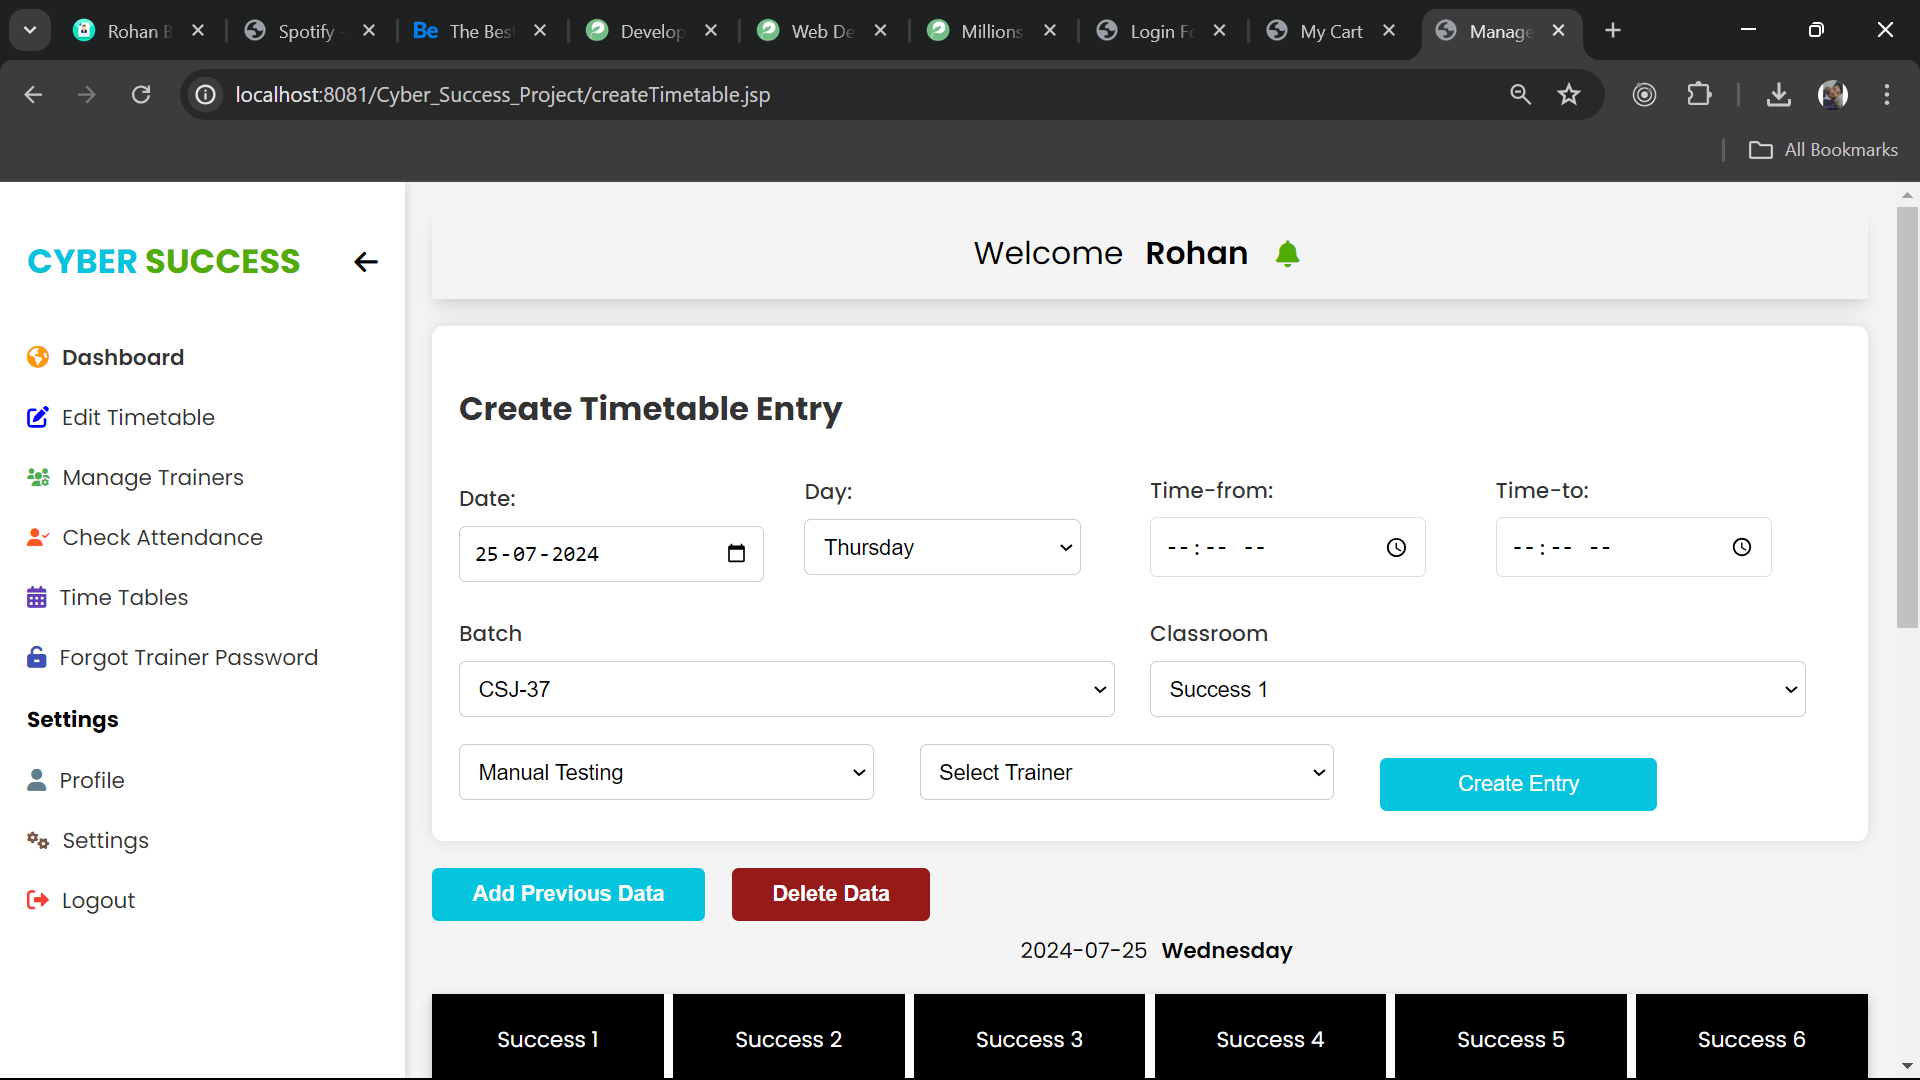 Rohan B
Spotify
The Bes
Develop
Web De
Millions
Login Fo
My Cart
Manage
localhost:8081/Cyber_Success_Project/createTimetable.jsp
All Bookmarks
CYBER SUCCESS
Dashboard
Edit Timetable
Manage Trainers
Check Attendance
Time Tables
Forgot Trainer Password
Settings
Profile
Settings
Logout
Welcome Rohan
Create Timetable Entry
Date:
Day:
Time-from:
Time-to:
25-07-2024
Thursday
--:-- --
--:-- --
Batch
Classroom
CSJ-37
Success 1
Manual Testing
Select Trainer
Create Entry
Add Previous Data
Delete Data
2024-07-25 Wednesday
Success 1
Success 2
Success 3
Success 4
Success 5
Success 6